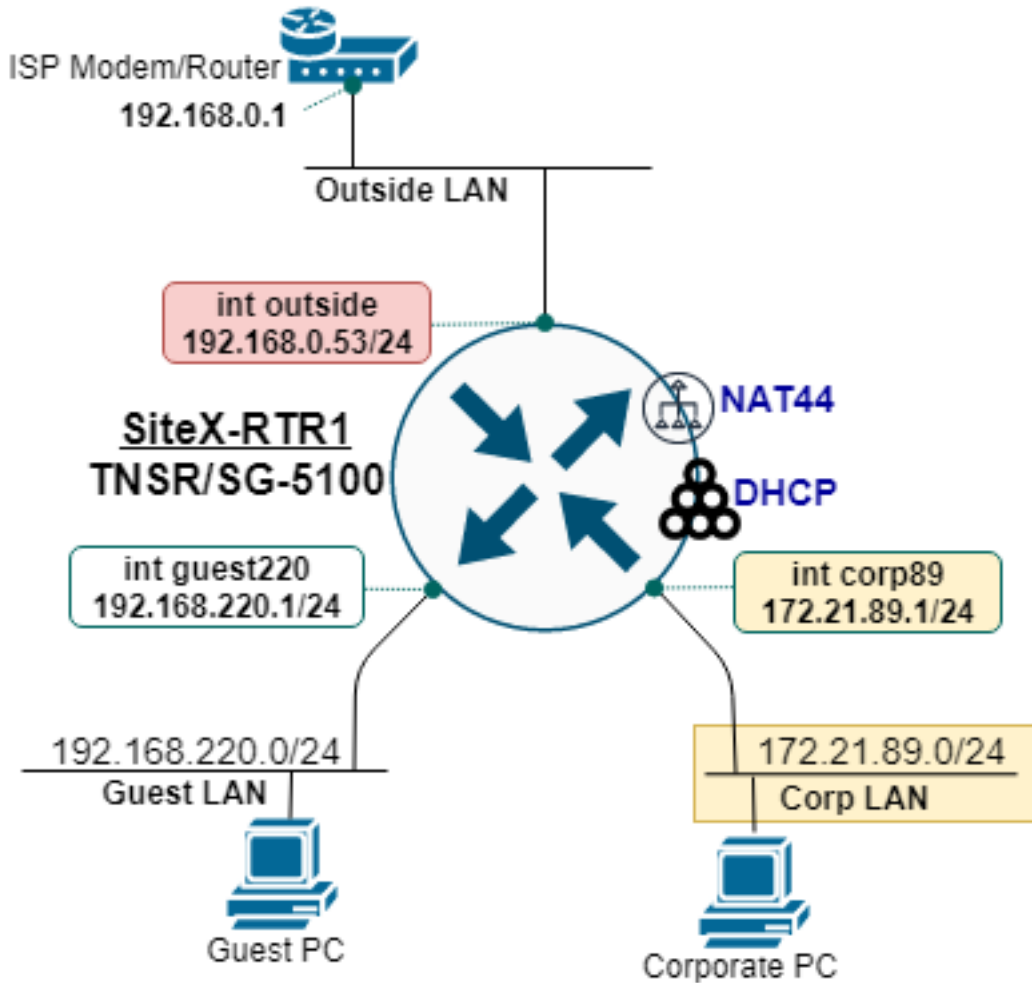 ISP Modem/Router
192.168.0.1
Outside LAN
int outside
192.168.0.53/24
NAT44
SiteX-RTR1
TNSR/SG-5100
DHCP
int guest220
192.168.220.1/24
int corp89
172.21.89.1/24
192.168.220.0/24
Guest LAN
172.21.89.0/24
Corp LAN
Guest PC
Corporate PC